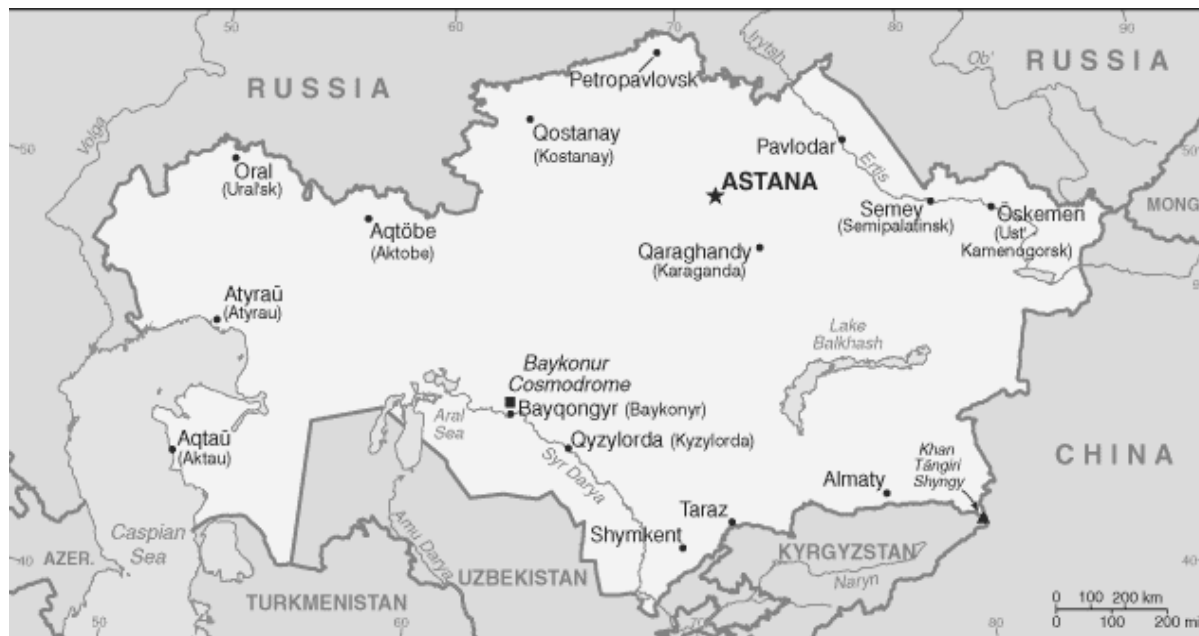 50
60
70
80
90
RUSSIA
Irytsh
Ob'
RUSSIA
Petropavlovsk
Volga
50
Qostanay
(Kostanay)
Pavlodar
50
Oral
(Ural'sk)
Ertis
ASTANA
Semey
(Semipalatinsk)
Öskemen
(Ust'
Kamenogorsk)
MONG
Aqtöbe
(Aktobe)
Qaraghandy
(Karaganda)
Atyraū
(Atyrau)
Lake
Balkhash
Baykonur
Cosmodrome
Bayqongyr (Baykonyr)
Aral
Sea
Aqtaū
(Aktau)
Qyzylorda (Kyzylorda)
Syr Darya
Khan
Tängiri
Shyngy
CHINA
Almaty
Taraz
Shymkent
Caspian
Sea
Amu Darya
AZER.
40
KYRGYZSTAN
40
UZBEKISTAN
Naryn
TURKMENISTAN
0 100 200 km
0 100 200 mi
50
60
70
80